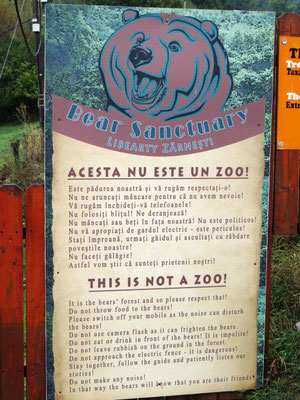 Bear Sanctuary
LIBEARTY ZĂRNEŞTI
ACESTA NU ESTE UN ZOO!
Este pădurea noastră şi vă rugăm respectaţi-o!
Nu ne aruncaţi mâncare pentru că nu avem nevoie!
Vă rugăm închideţi-vă telefoanele!
Nu folosiţi bliţul! Ne deranjează!
Nu mâncaţi sau beţi în faţa noastră! Nu este politicos!
Nu vă apropiaţi de gardul electric - este periculos!
Staţi împreună, urmaţi ghidul şi ascultaţi cu răbdare
poveştile noastre!
Nu faceţi gălăgie!
Astfel vom şti că sunteţi prietenii noştri!
THIS IS NOT A ZOO!
It is the bears' forest and so please respect that!
Do not throw food to the bears!
Please switch off your mobile as the noise can disturb
the bears!
Do not use camera flash as it can frighten the bears.
Do not eat or drink in front of the bears! It is impolite!
Do not leave rubbish on the ground in the forest.
Do not approach the electric fence - it is dangerous!
Stay together, follow the guide and patiently listen our
stories!
Do not make any noise!
In that way the bears will know that you are their friends